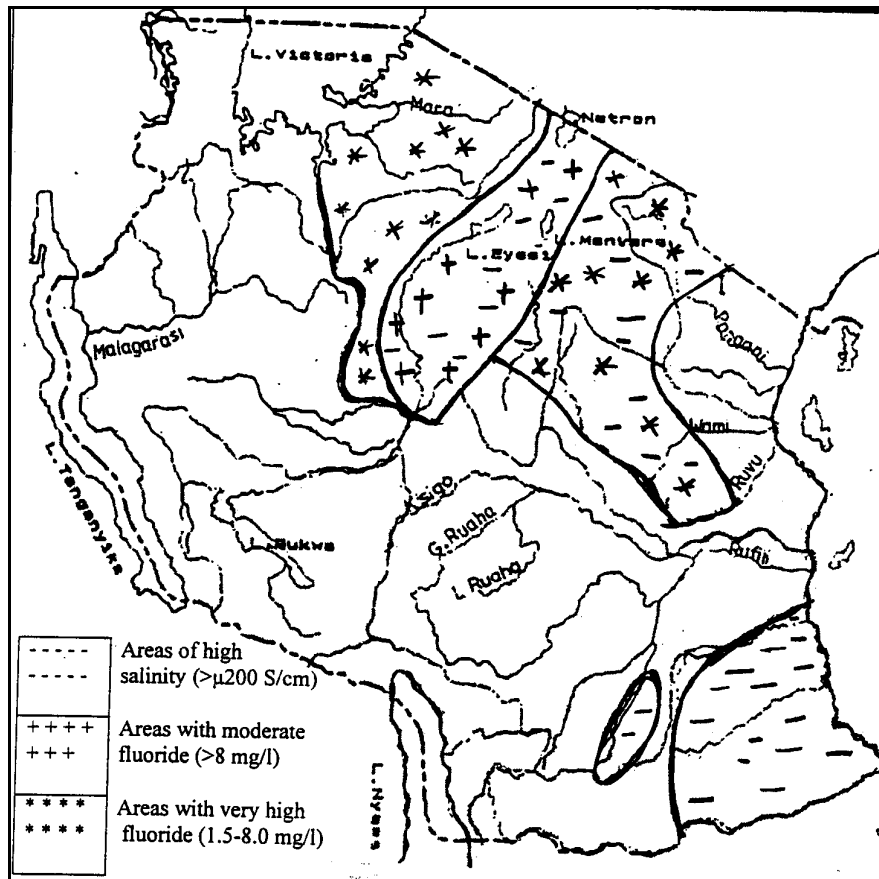 L.Victoria
Mara
Natron
L.Eyasi
L.Manyara
Malagarasi
Pangani
Wami
Ruvu
L.Tanganyika
Sigo
G.Ruaha
L.Rukwa
Rufiji
L Ruaha
L.Nyasa
Areas of high
salinity (>µ200 S/cm)
Areas with moderate
fluoride (>8 mg/l)
Areas with very high
fluoride (1.5-8.0 mg/l)